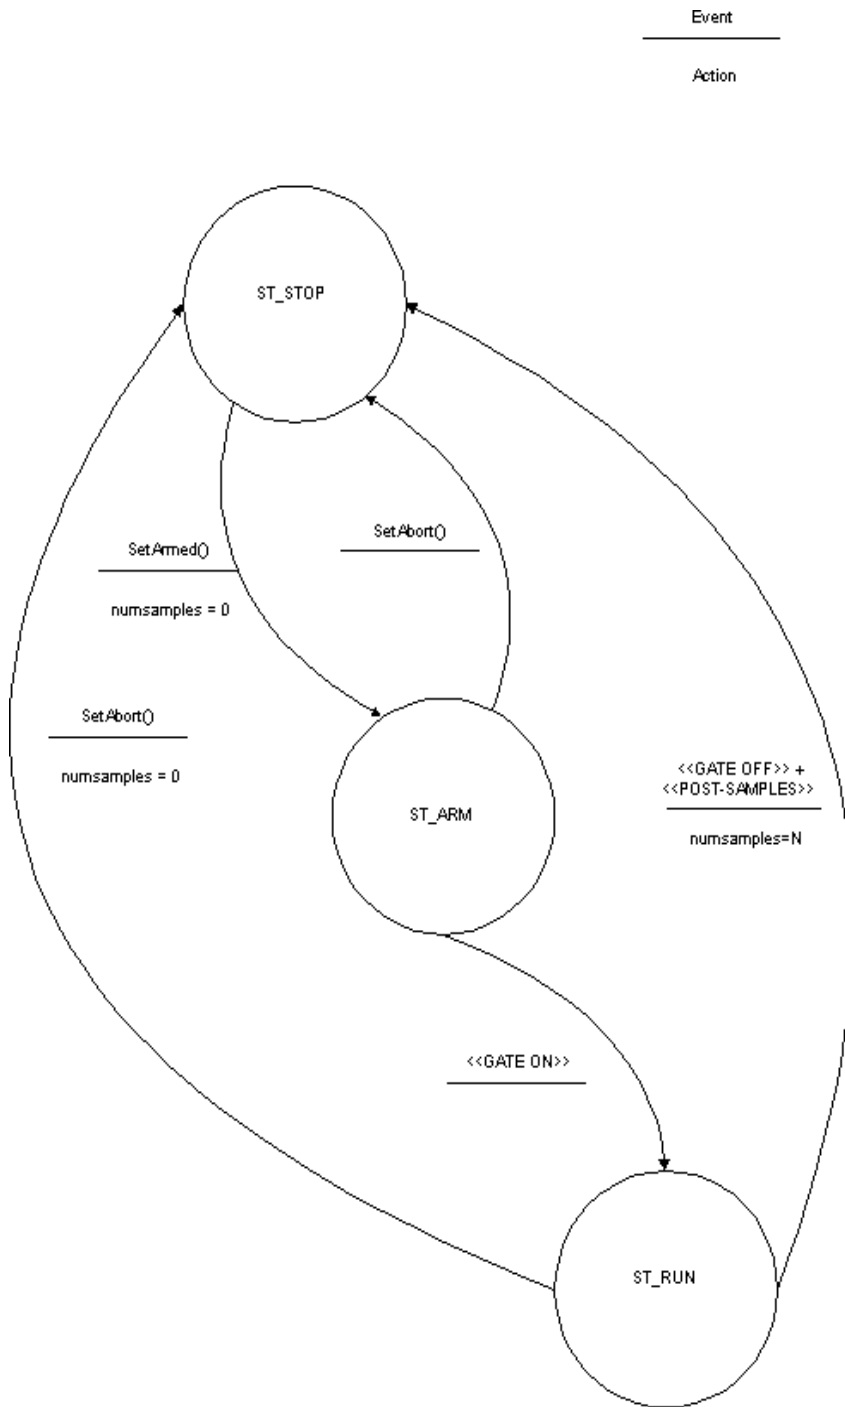 Event
Action
ST_STOP
SetArmed()
numsamples = 0
SetAbort()
SetAbort()
numsamples = 0
<<GATE OFF>> +
<<POST-SAMPLES>>
numsamples=N
ST_ARM
<<GATE ON>>
ST_RUN